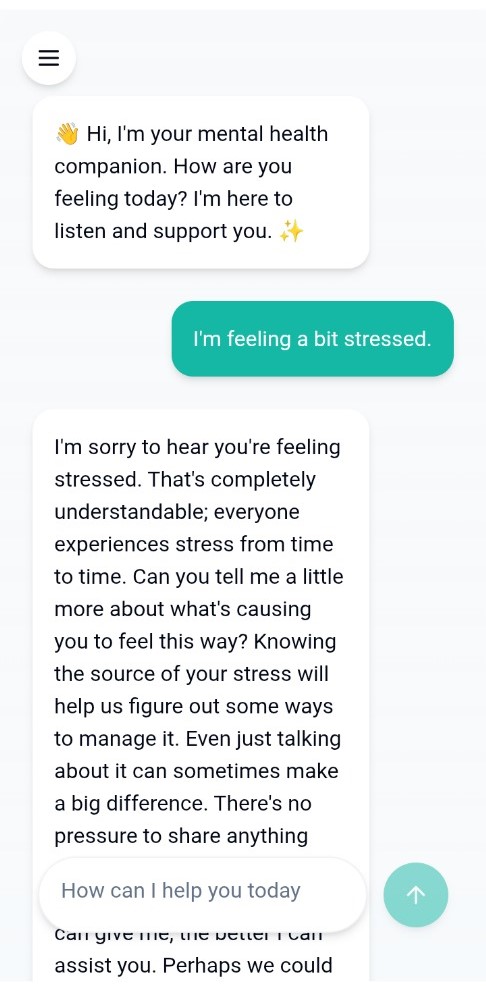 👋 Hi, I'm your mental health
companion. How are you
feeling today? I'm here to
listen and support you. ✨
I'm feeling a bit stressed.
I'm sorry to hear you're feeling
stressed. That's completely
understandable; everyone
experiences stress from time
to time. Can you tell me a little
more about what's causing
you to feel this way? Knowing
the source of your stress will
help us figure out some ways
to manage it. Even just talking
about it can sometimes make
a big difference. There's no
pressure to share anything
How can I help you today
can give me, the better I can
assist you. Perhaps we could